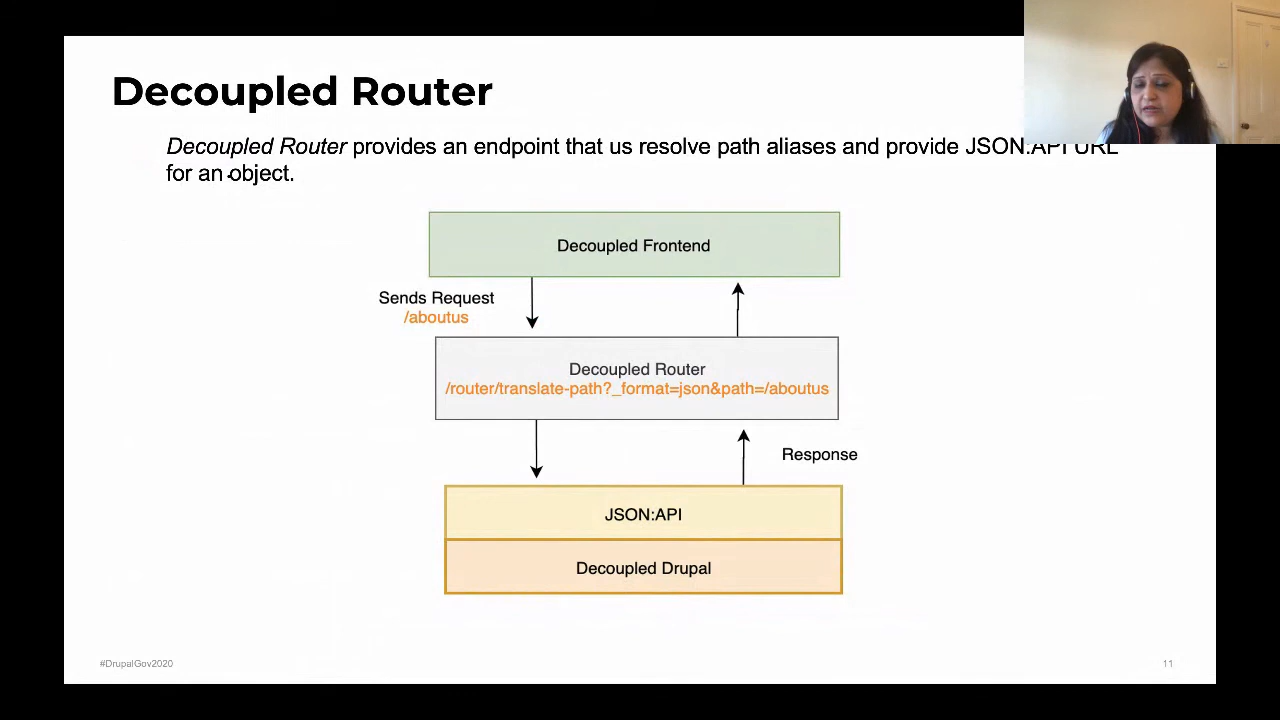 Decoupled Router
Decoupled Router provides an endpoint that us resolve path aliases and provide JSON:API URL
for an object.
Decoupled Frontend
Sends Request
/aboutus
Decoupled Router
/router/translate-path?_format=json&path=/aboutus
Response
JSON:API
Decoupled Drupal
#DrupalGov2020
11